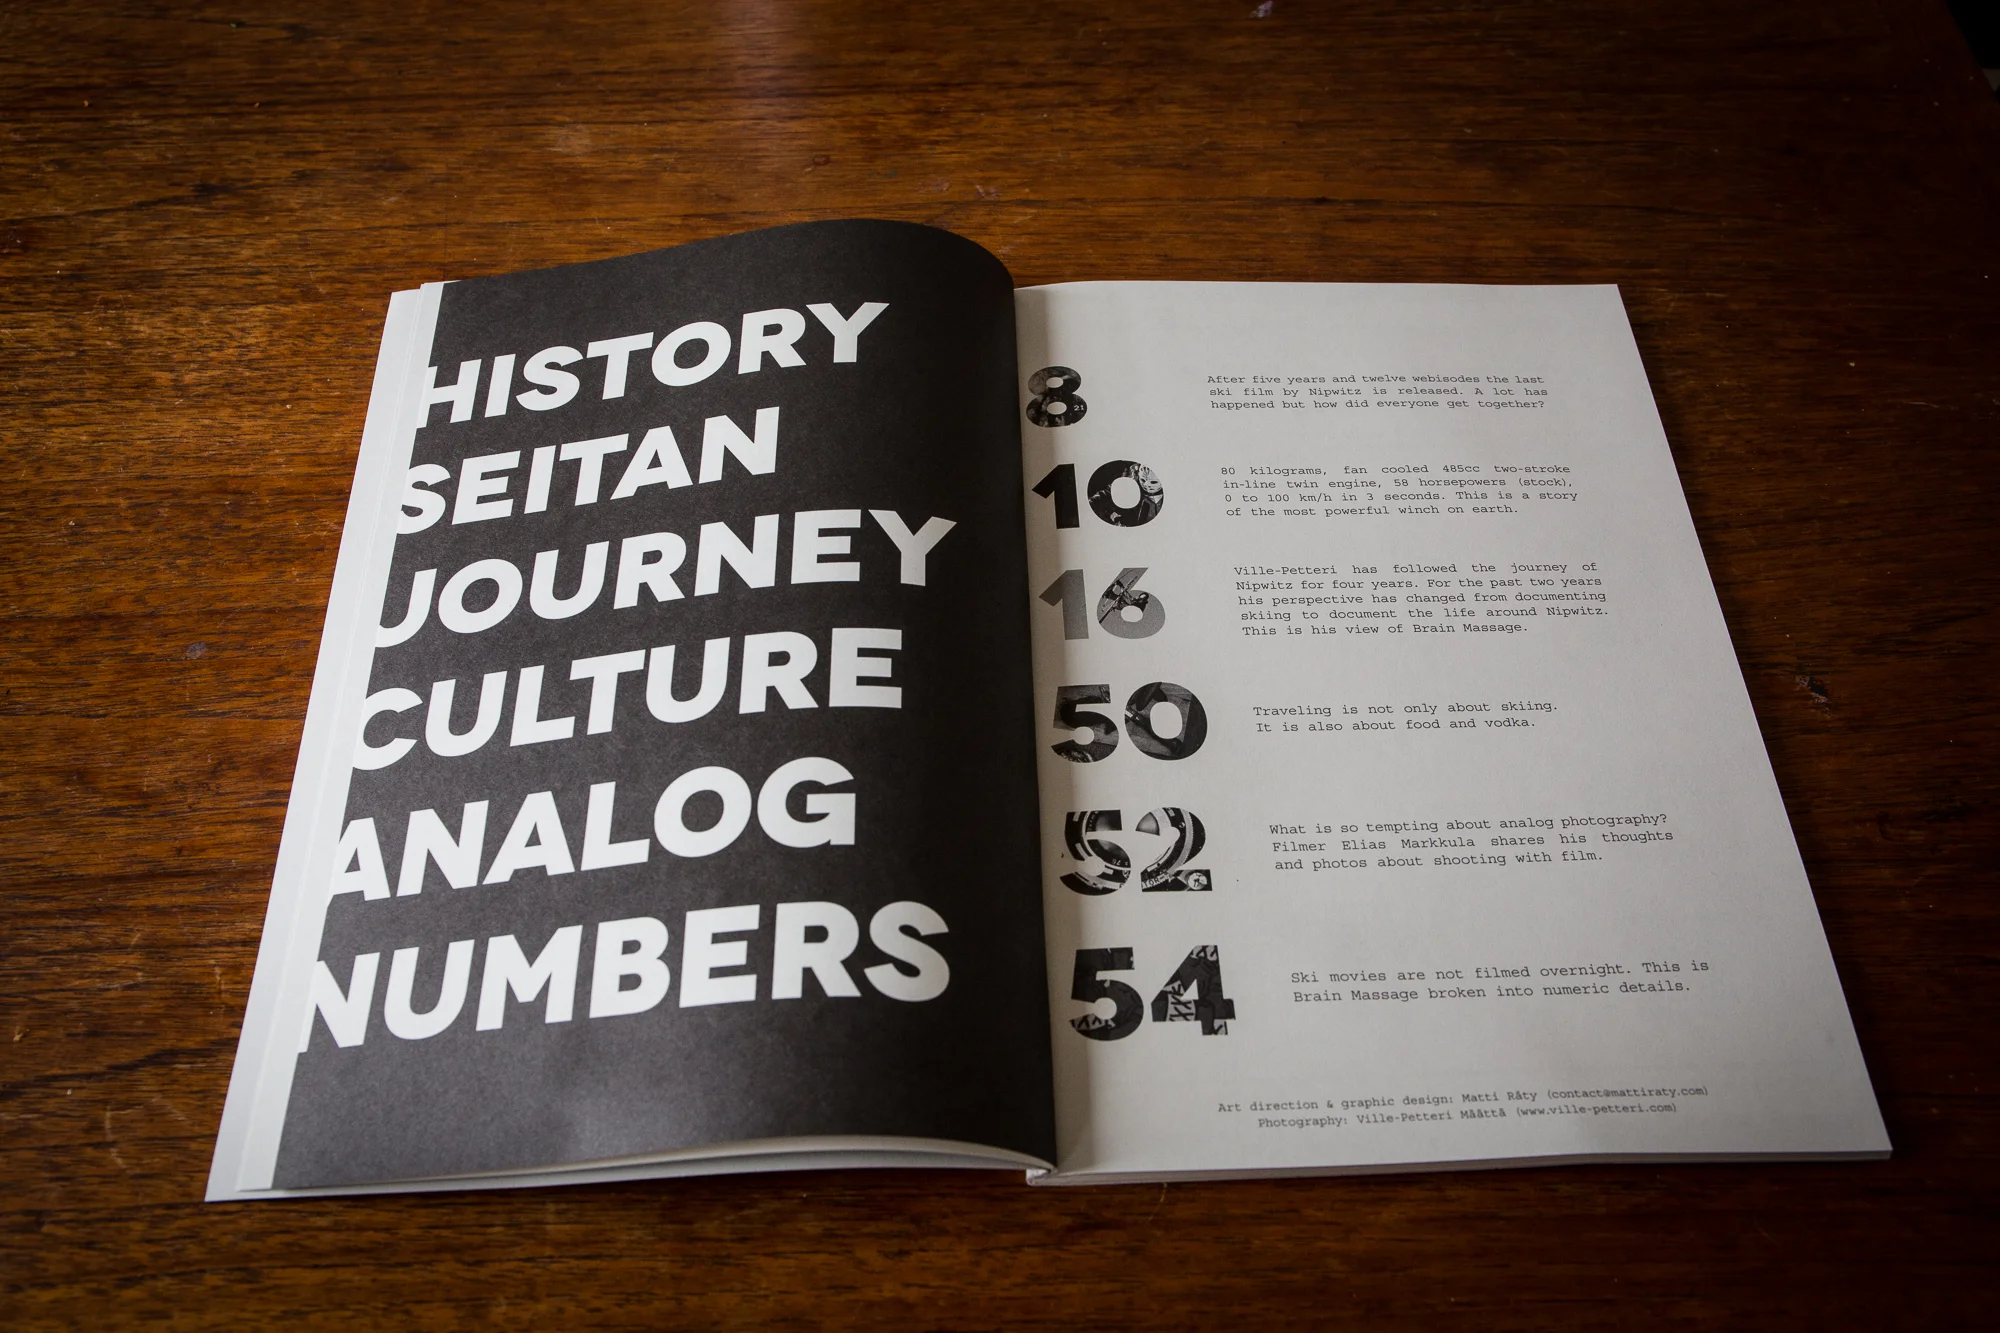 HISTORY
SEITAN
JOURNEY
CULTURE
ANALOG
NUMBERS
8
21
After five years and twelve webisodes the last
ski film by Nipwitz is released. A lot has
happened but how did everyone get together?
10
80 kilograms, fan cooled 485cc two-stroke
in-line twin engine, 58 horsepowers (stock),
0 to 100 km/h in 3 seconds. This is a story
of the most powerful winch on earth.
16
Ville-Petteri has followed the journey of
Nipwitz for four years. For the past two years
his perspective has changed from documenting
skiing to document the life around Nipwitz.
This is his view of Brain Massage.
50
Traveling is not only about skiing.
It is also about food and vodka.
52
What is so tempting about analog photography?
Filmer Elias Markkula shares his thoughts
and photos about shooting with film.
54
Ski movies are not filmed overnight. This is
Brain Massage broken into numeric details.
Art direction & graphic design: Matti Räty (contact@mattiraty.com)
Photography: Ville-Petteri Määttä (www.ville-petteri.com)